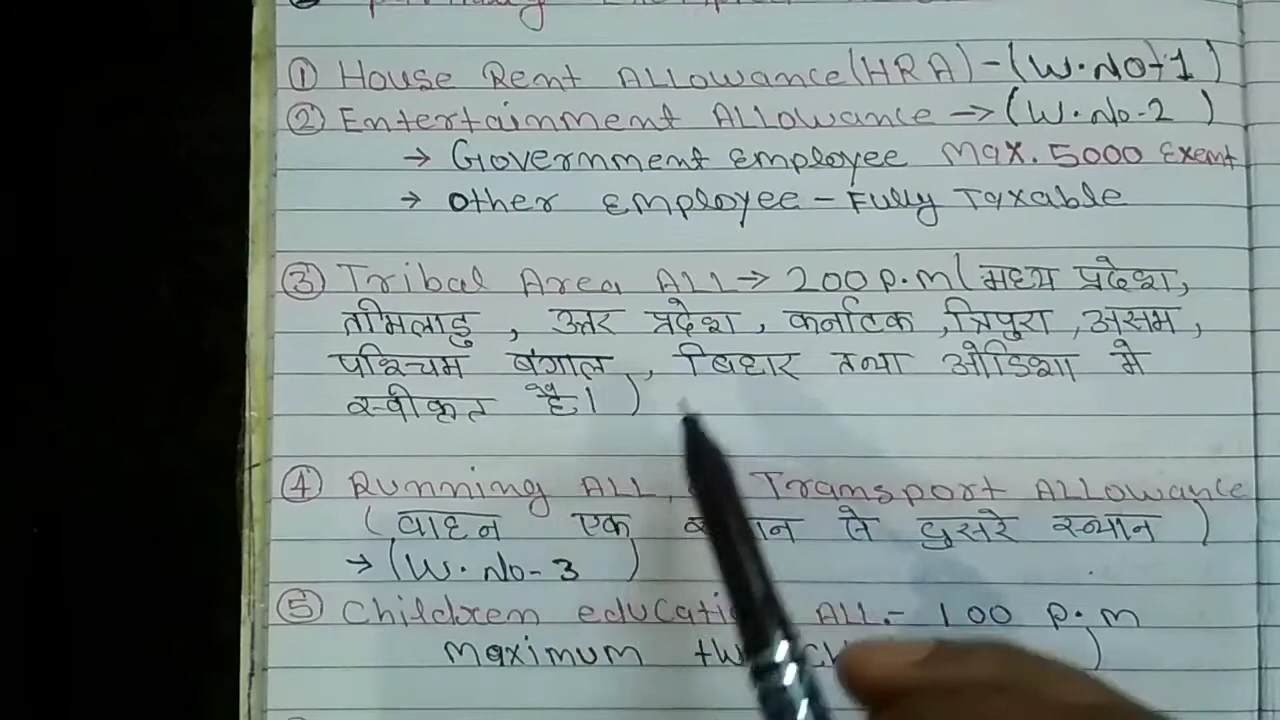 ① House Rent Allowance (HRA) - (W.No-1)
② Entertainment Allowance → (W.No-2)
→ Government Employee Max. 5000 Exemt
→ Other Employee - Fully Taxable
③ Tribal Area ALL → 200 P.M (मध्य प्रदेश,
तमिलाडु, उत्तर प्रदेश, कर्नाटक, त्रिपुरा, असम,
पश्चिम बंगाल, बिहार तथा ओडिशा मे
स्वीकृत है।)
④ Running ALL. Transport Allowance
(वाहन एक से दुसरे स्थान)
→ (W.No-3)
⑤ Children education ALL.- 100 P.M
Maximum )